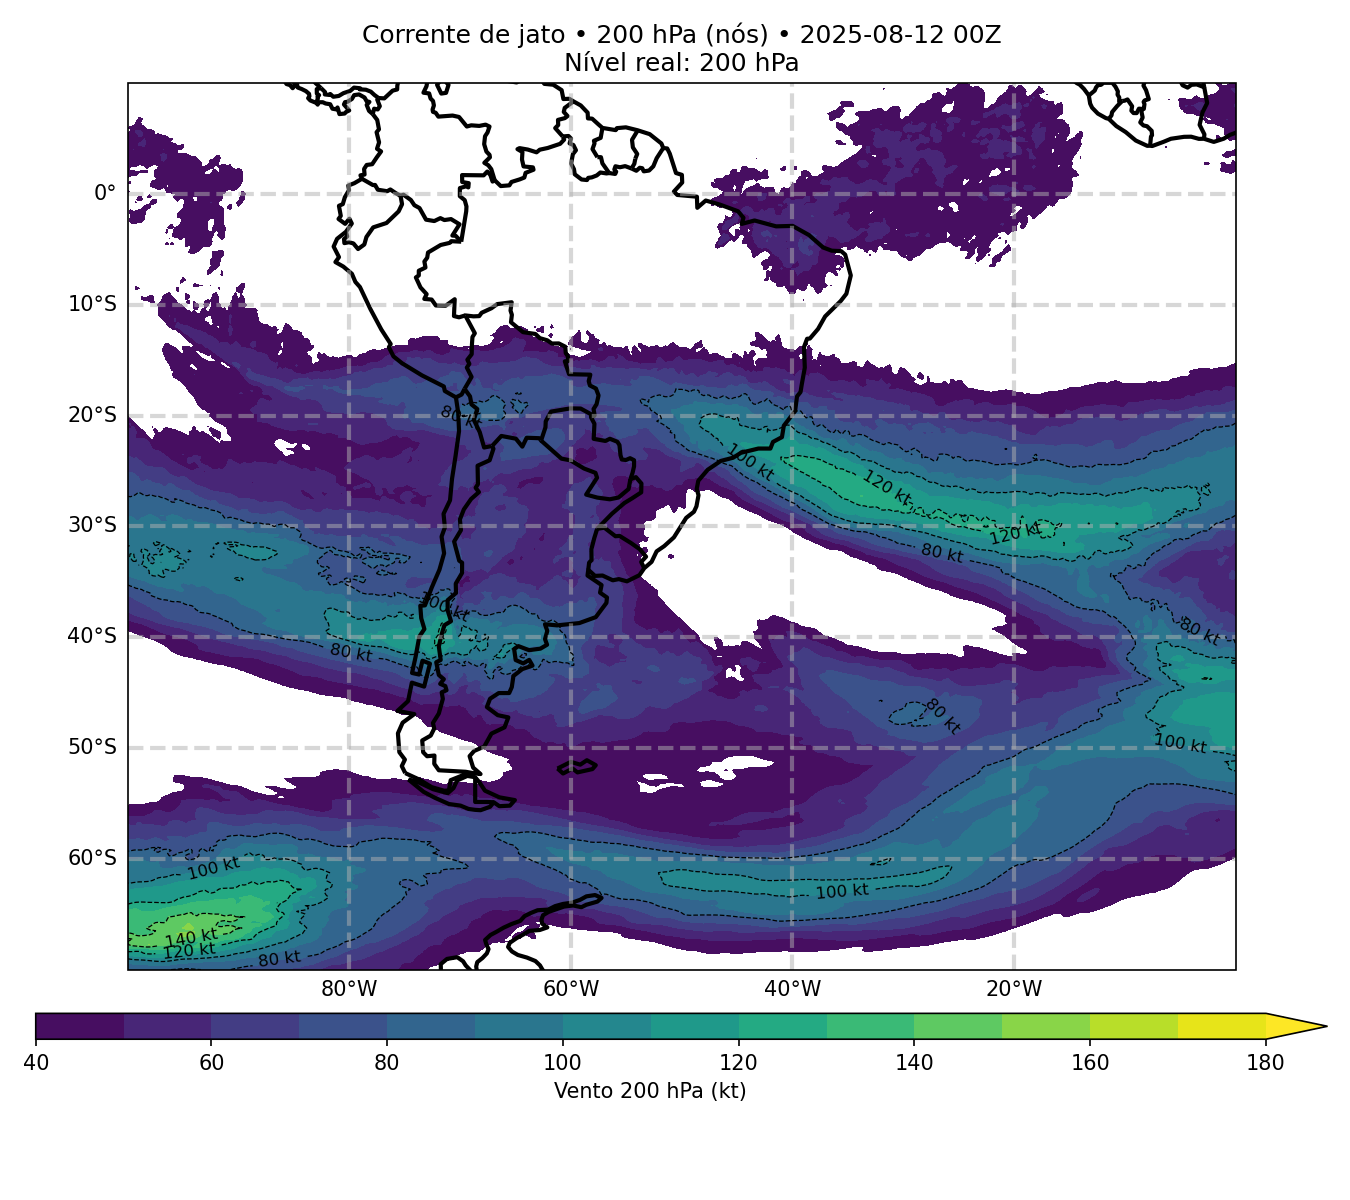 Corrente de jato • 200 hPa (nós) • 2025-08-12 00Z
Nível real: 200 hPa
0°
10°S
20°S
30°S
40°S
50°S
60°S
80 kt
100 kt
120 kt
120 kt
80 kt
100 kt
80 kt
80 kt
80 kt
100 kt
100 kt
100 kt
140 kt
120 kt
80 kt
80°W
60°W
40°W
20°W
40
60
80
100
120
140
160
180
Vento 200 hPa (kt)